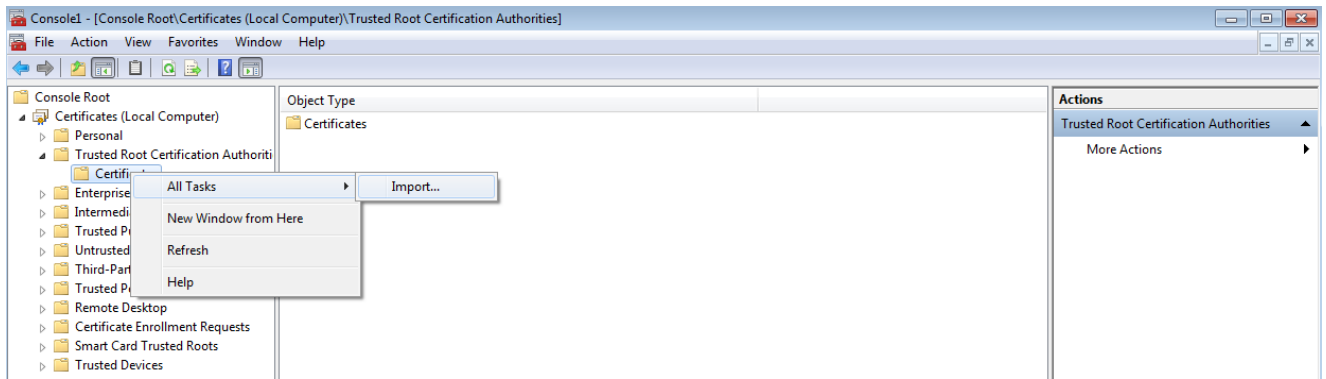 Console1 - [Console Root\Certificates (Local Computer)\Trusted Root Certification Authorities]
File Action View Favorites Window Help
Console Root
Certificates (Local Computer)
Personal
Trusted Root Certification Authoriti
Enterprise
Trusted
Untrusted
Trusted
Remote Desktop
Certificate Enrollment Requests
Smart Card Trusted Roots
Trusted Devices
All Tasks
New Window from Here
Refresh
Help
Import...
Object Type
Certificates
Actions
Trusted Root Certification Authorities
More Actions